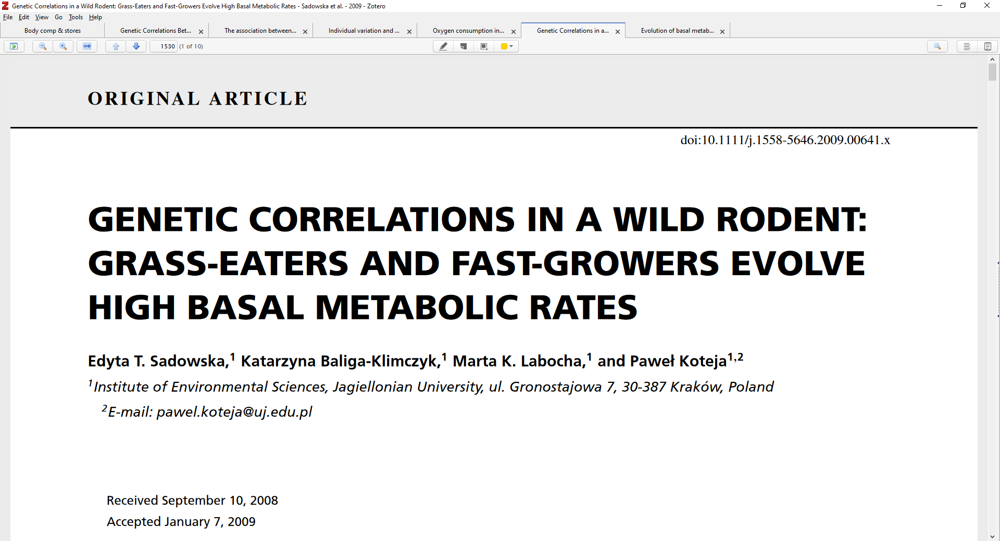 Genetic Correlations in a Wild Rodent: Grass-Eaters and Fast-Growers Evolve High Basal Metabolic Rates - Sadowska et al. - 2009 - Zotero
File Edit View Go Tools Help
Body comp & stores Genetic Correlations Bet... The association between... Individual variation and ... Oxygen consumption in... Genetic Correlations in a... Evolution of basal metab...
1530 (1 of 10)
ORIGINAL ARTICLE
doi:10.1111/j.1558-5646.2009.00641.x
GENETIC CORRELATIONS IN A WILD RODENT:
GRASS-EATERS AND FAST-GROWERS EVOLVE
HIGH BASAL METABOLIC RATES
Edyta T. Sadowska,1 Katarzyna Baliga-Klimczyk,1 Marta K. Labocha,1 and Paweł Koteja1,2
1Institute of Environmental Sciences, Jagiellonian University, ul. Gronostajowa 7, 30-387 Kraków, Poland
2E-mail: pawel.koteja@uj.edu.pl
Received September 10, 2008
Accepted January 7, 2009